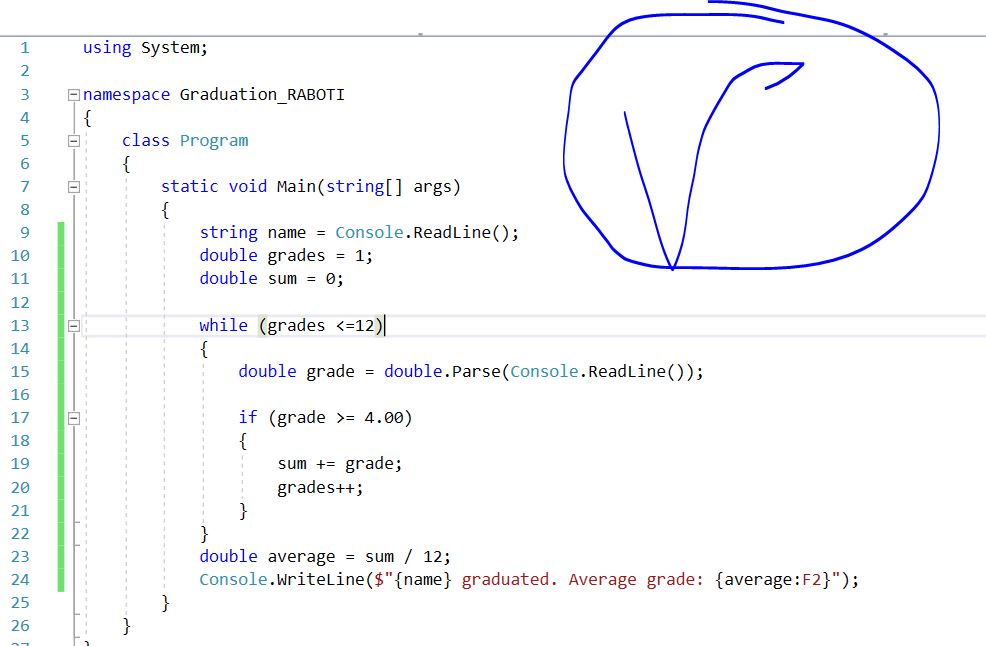 1 using System;
2
3 namespace Graduation_RABOTI
4 {
5 class Program
6 {
7 static void Main(string[] args)
8 {
9 string name = Console.ReadLine();
10 double grades = 1;
11 double sum = 0;
12
13 while (grades <=12)
14 {
15 double grade = double.Parse(Console.ReadLine());
16
17 if (grade >= 4.00)
18 {
19 sum += grade;
20 grades++;
21 }
22 }
23 double average = sum / 12;
24 Console.WriteLine($"{name} graduated. Average grade: {average:F2}");
25 }
26 }